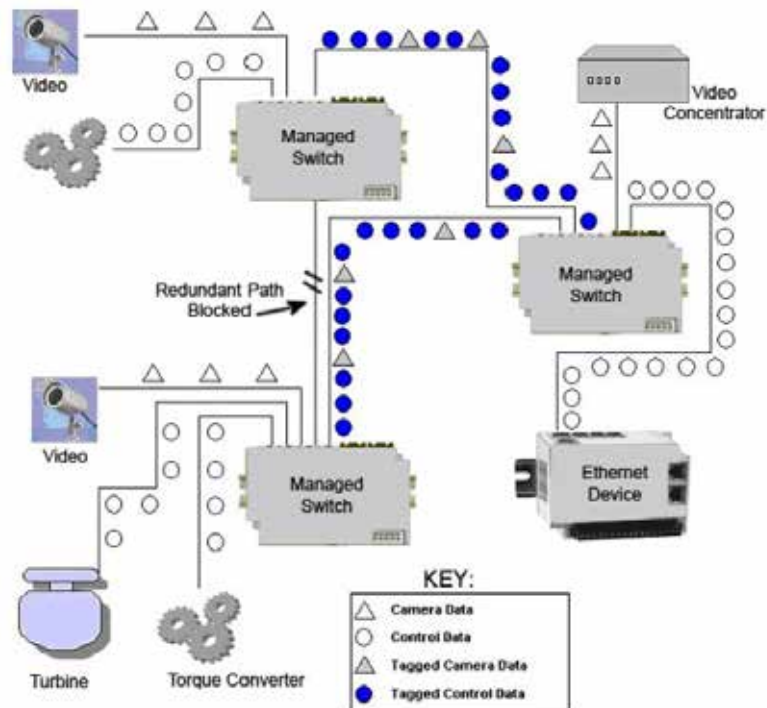 Video
Managed
Switch
Video
Concentrator
Managed
Switch
Redundant Path
Blocked
Video
Managed
Switch
Ethernet
Device
Turbine
Torque Converter
KEY:
Camera Data
Control Data
Tagged Camera Data
Tagged Control Data